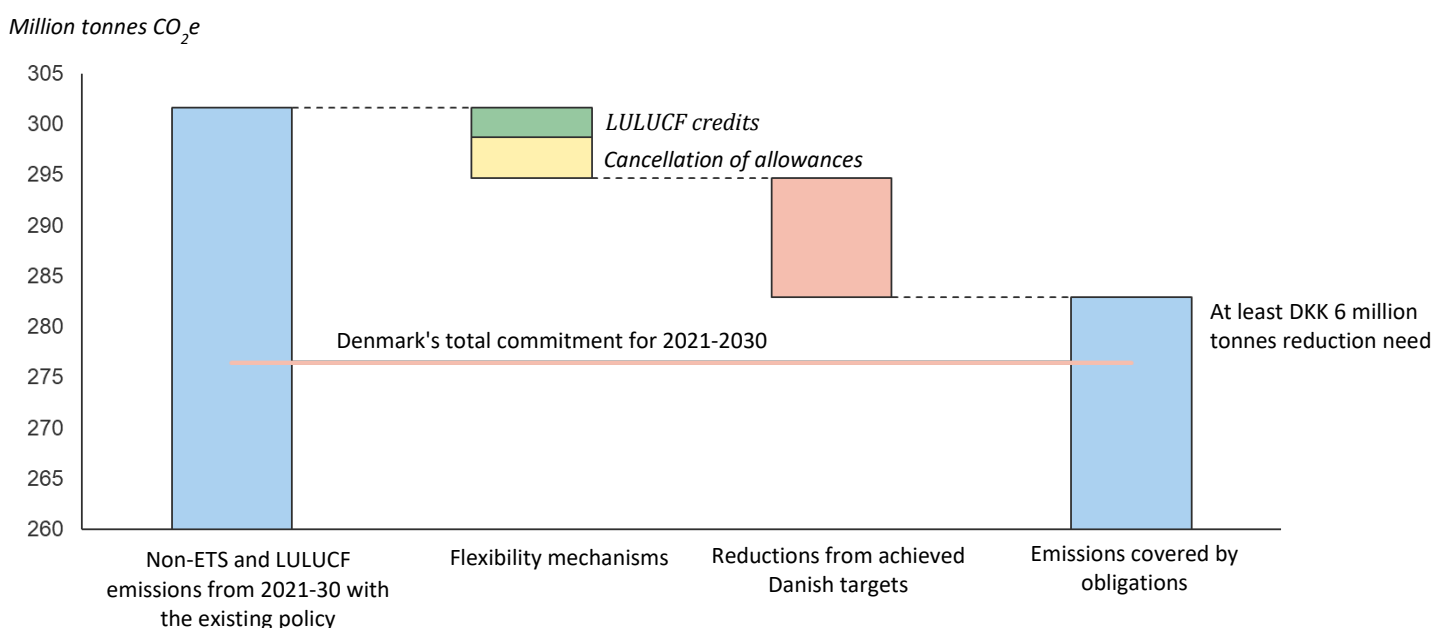 Million tonnes CO2e
305
300
295
290
285
280
275
270
265
260
LULUCF credits
Cancellation of allowances
Denmark's total commitment for 2021-2030
At least DKK 6 million
tonnes reduction need
Non-ETS and LULUCF
emissions from 2021-30 with
the existing policy
Flexibility mechanisms
Reductions from achieved
Danish targets
Emissions covered by
obligations